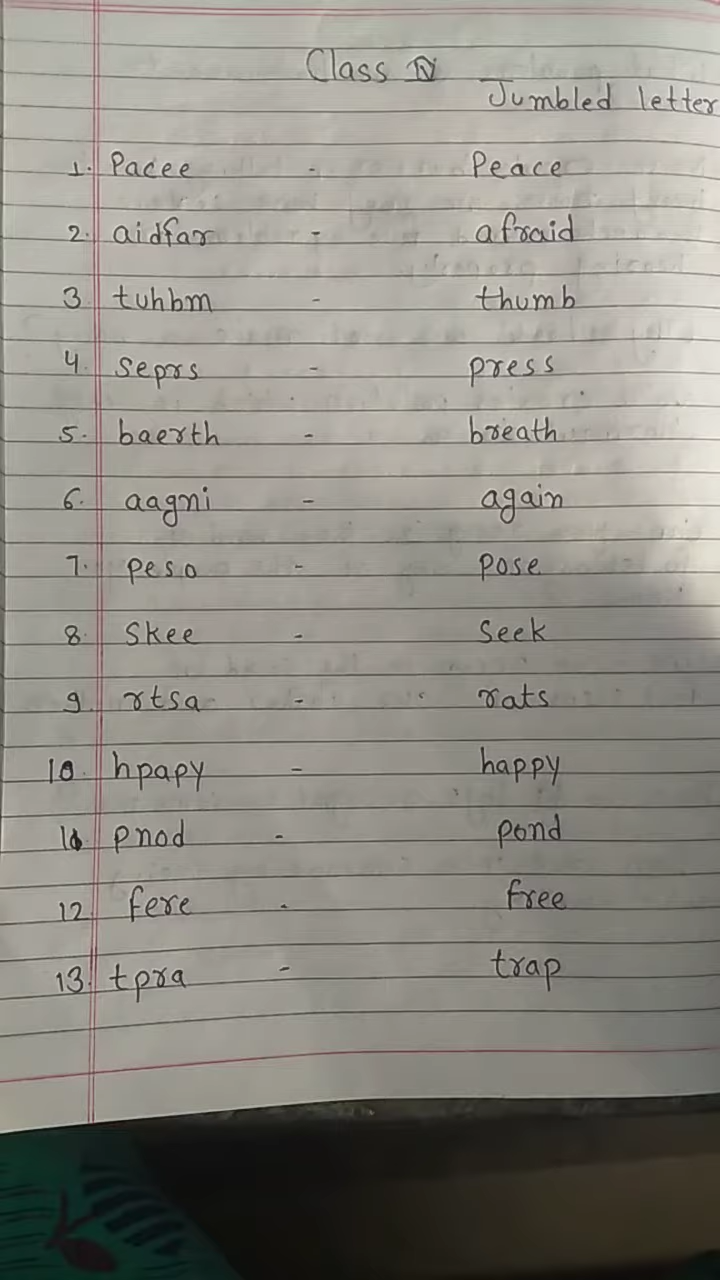 Class IV
Jumbled letter
1. Pacee - Peace
2. aidfar - afraid
3. tuhbm - thumb
4. Seprs - press
5. baerth - breath
6. aagni - again
7. peso - pose
8. Skee - Seek
9. rtsa - rats
10. hpapy - happy
11. pnod - pond
12. fere - free
13. tpra - trap